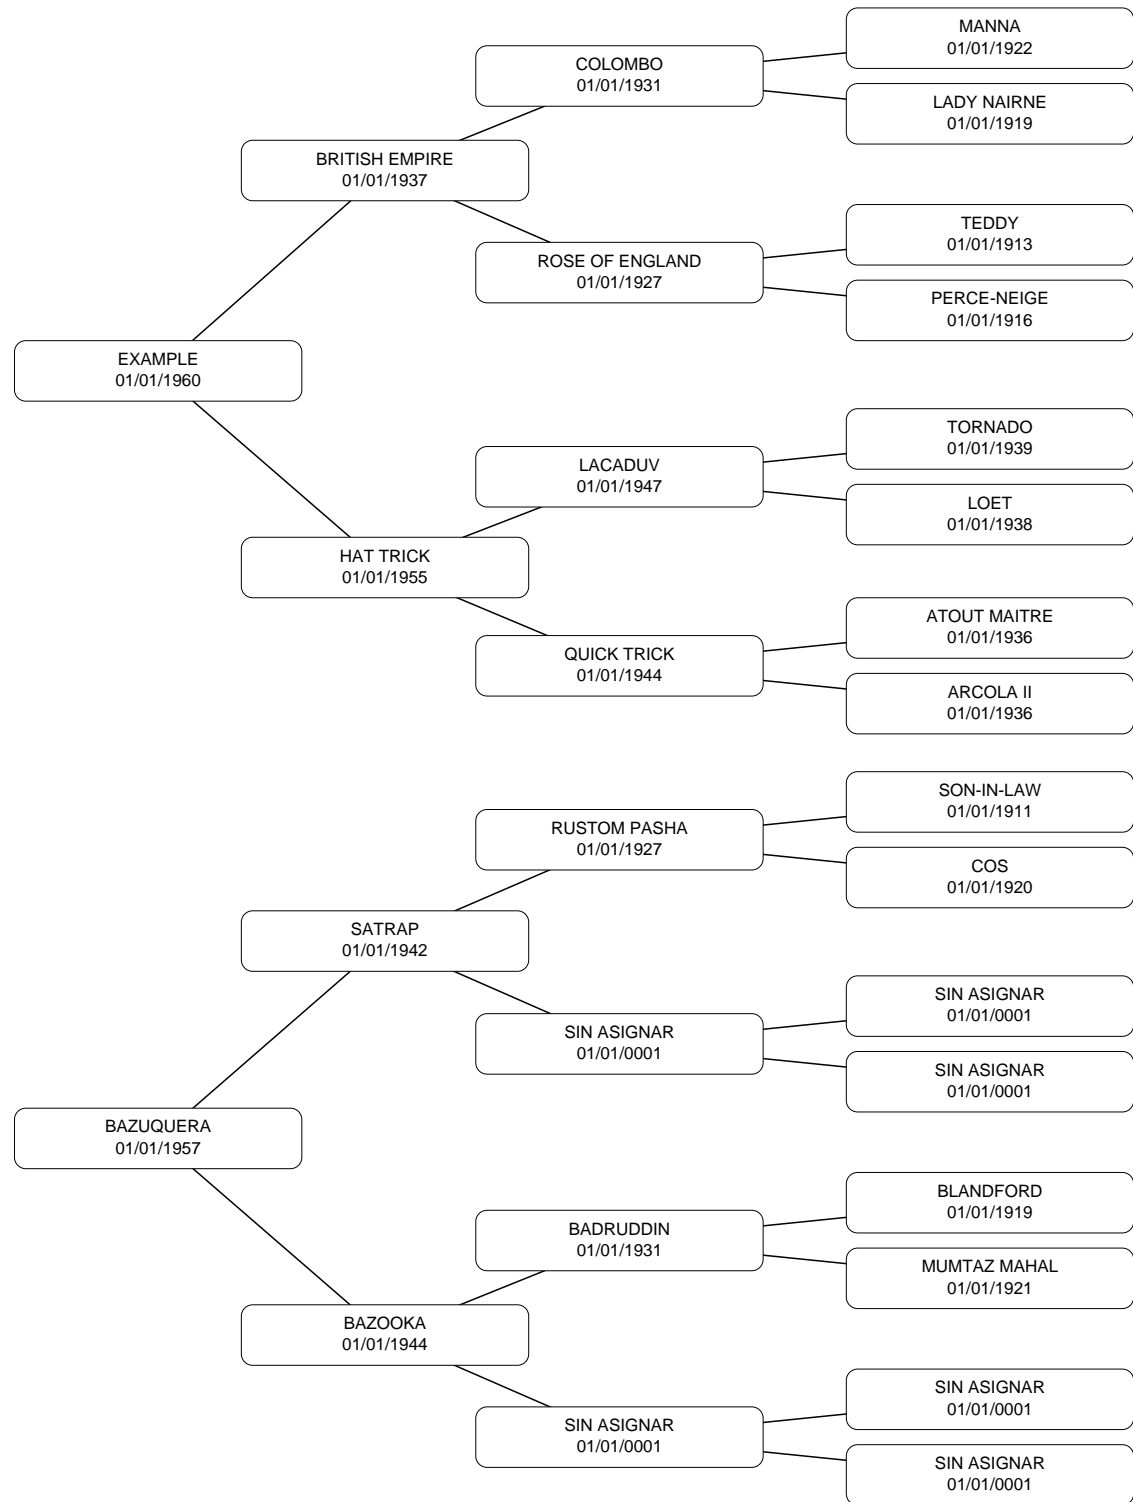 MANNA
01/01/1922
COLOMBO
01/01/1931
LADY NAIRNE
01/01/1919
BRITISH EMPIRE
01/01/1937
TEDDY
01/01/1913
ROSE OF ENGLAND
01/01/1927
PERCE-NEIGE
01/01/1916
EXAMPLE
01/01/1960
TORNADO
01/01/1939
LACADUV
01/01/1947
LOET
01/01/1938
HAT TRICK
01/01/1955
ATOUT MAITRE
01/01/1936
QUICK TRICK
01/01/1944
ARCOLA II
01/01/1936
SON-IN-LAW
01/01/1911
RUSTOM PASHA
01/01/1927
COS
01/01/1920
SATRAP
01/01/1942
SIN ASIGNAR
01/01/0001
SIN ASIGNAR
01/01/0001
SIN ASIGNAR
01/01/0001
BAZUQUERA
01/01/1957
BLANDFORD
01/01/1919
BADRUDDIN
01/01/1931
MUMTAZ MAHAL
01/01/1921
BAZOOKA
01/01/1944
SIN ASIGNAR
01/01/0001
SIN ASIGNAR
01/01/0001
SIN ASIGNAR
01/01/0001